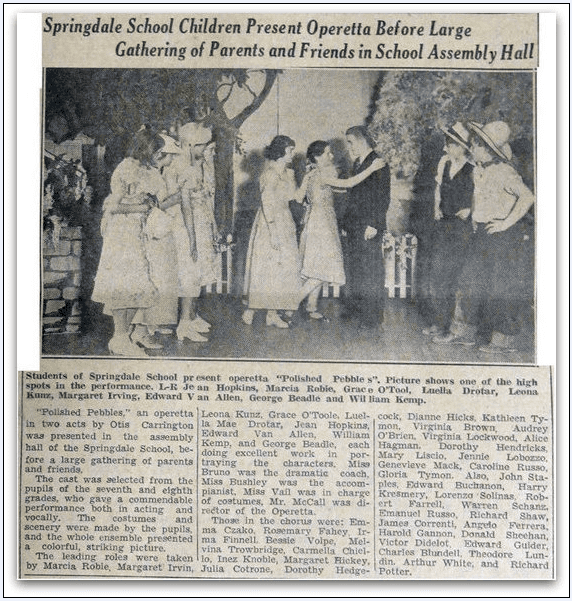 Springdale School Children Present Operetta Before Large
Gathering of Parents and Friends in School Assembly Hall
Students of Springdale School present operetta "Polished Pebbles". Picture shows one of the high
spots in the performance. L-R Jean Hopkins, Marcia Robie, Grace O'Tool, Luella Drotar, Leona
Kunz, Margaret Irving, Edward Van Allen, George Beadle and William Kemp.
"Polished Pebbles," an operetta
in two acts by Otis Carrington
was presented in the assembly
hall of the Springdale School, be-
fore a large gathering of parents
and friends.
The cast was selected from the
pupils of the seventh and eighth
grades, who gave commendable
performance both in acting and
vocally. The costumes and
scenery were made by the pupils,
and the whole ensemble presented
a colorful, striking picture.
The leading roles were taken
by Marcia Robie, Margaret Irvin,
Leona Kunz, Grace O'Toole, Luel-
la Mae Drotar, Jean Hopkins,
Edward Van Allen, William
Kemp, and George Beadle, each
doing excellent work in por-
traying the characters. Miss
Bruno was the dramatic coach,
Miss Bushley was the accom-
pianist, Miss Vail was in charge
of costumes, Mr. McCall was di-
rector of the Operetta.
Those in the chorus were: Em-
ma Czako, Rosemary Fahey, Ir-
ma Finnell, Bessie Volpe, Mel-
vina Trowbridge, Carmella Chiel-
lo, Inez Knoble, Margaret Hickey,
Julia Cotrone, Dorothy Hedge-
cock, Dianne Hicks, Kathleen Ty-
mon, Virginia Brown, Audrey
O'Brien, Virginia Lockwood, Alice
Hagman, Dorothy Hendricks,
Mary Liscio, Jennie Lobozzo,
Genevieve Mack, Caroline Russo,
Gloria Tymon. Also, John Sta-
ples, Edward Buchanon, Harry
Kresmery, Lorenzo Solinas, Rob-
ert Farrell, Warren Schanz,
Emanuel Russo, Richard Shaw,
James Correnti, Angelo Ferrera,
Harold Gannon, Donald Sheehan,
Victor Didelot, Edward Guider,
Charles Blundell, Theodore Lun-
din, Arthur White, and Richard
Potter.